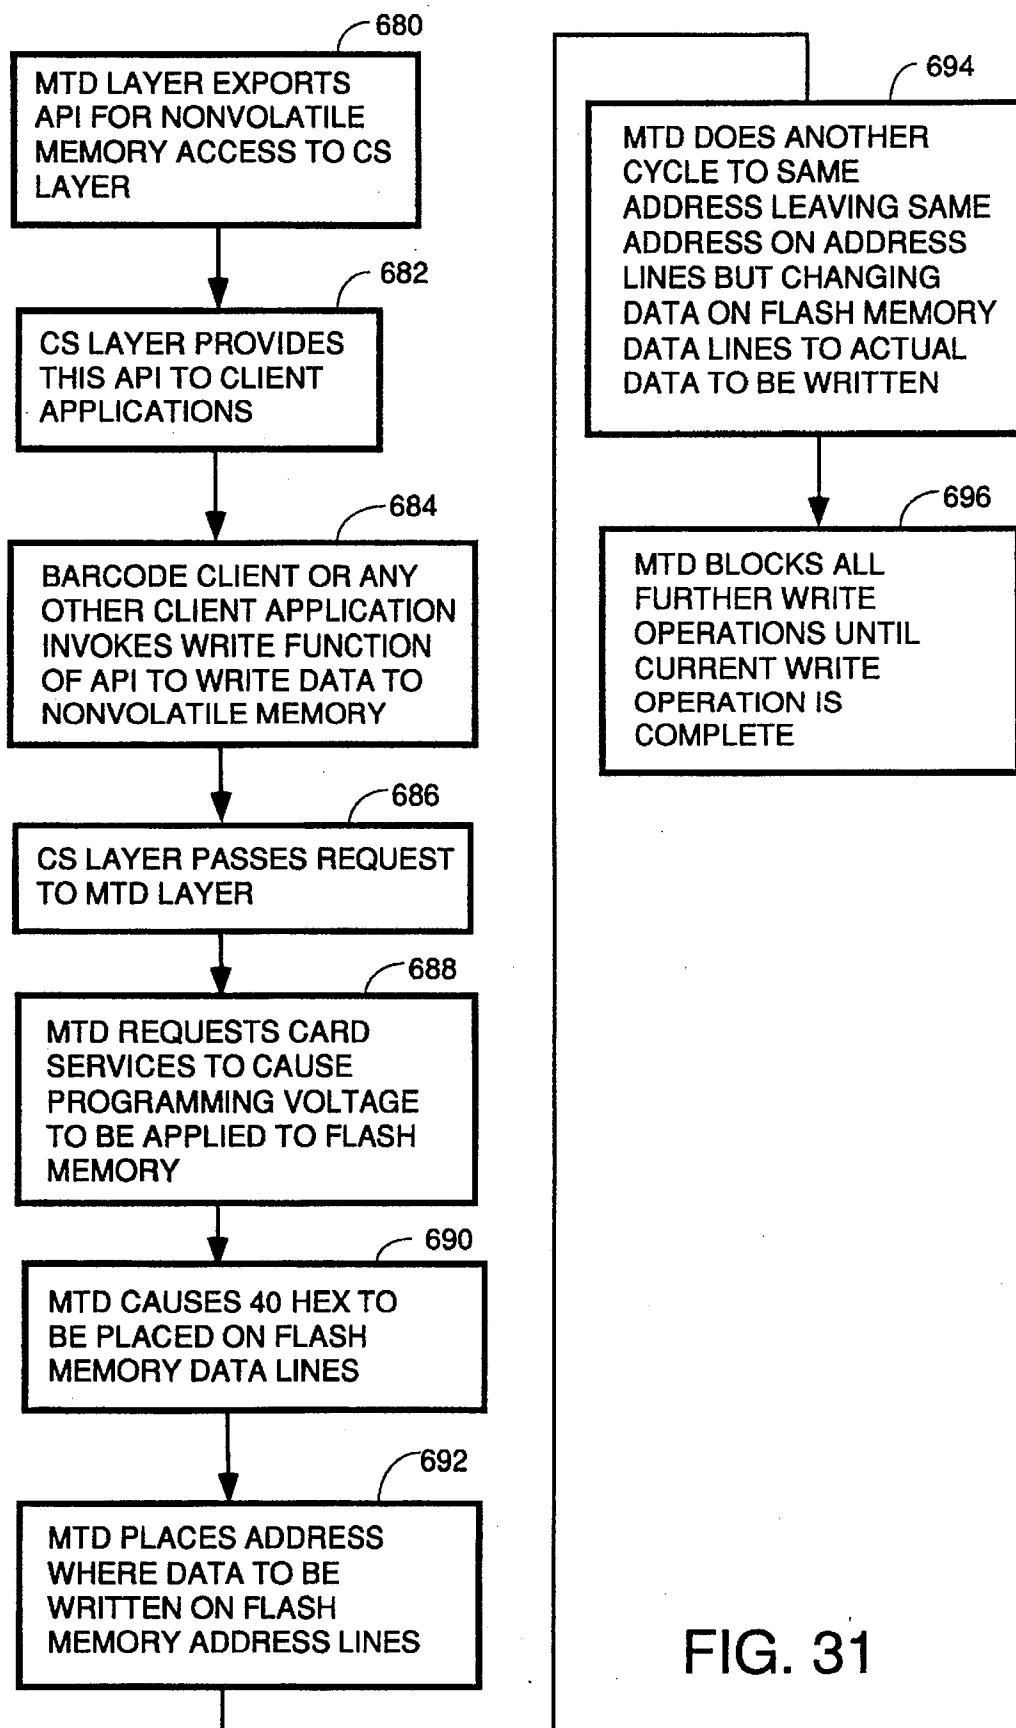 680
MTD LAYER EXPORTS
API FOR NONVOLATILE
MEMORY ACCESS TO CS
LAYER
682
CS LAYER PROVIDES
THIS API TO CLIENT
APPLICATIONS
684
BARCODE CLIENT OR ANY
OTHER CLIENT APPLICATION
INVOKES WRITE FUNCTION
OF API TO WRITE DATA TO
NONVOLATILE MEMORY
686
CS LAYER PASSES REQUEST
TO MTD LAYER
688
MTD REQUESTS CARD
SERVICES TO CAUSE
PROGRAMMING VOLTAGE
TO BE APPLIED TO FLASH
MEMORY
690
MTD CAUSES 40 HEX TO
BE PLACED ON FLASH
MEMORY DATA LINES
692
MTD PLACES ADDRESS
WHERE DATA TO BE
WRITTEN ON FLASH
MEMORY ADDRESS LINES
694
MTD DOES ANOTHER
CYCLE TO SAME
ADDRESS LEAVING SAME
ADDRESS ON ADDRESS
LINES BUT CHANGING
DATA ON FLASH MEMORY
DATA LINES TO ACTUAL
DATA TO BE WRITTEN
696
MTD BLOCKS ALL
FURTHER WRITE
OPERATIONS UNTIL
CURRENT WRITE
OPERATION IS
COMPLETE
FIG. 31